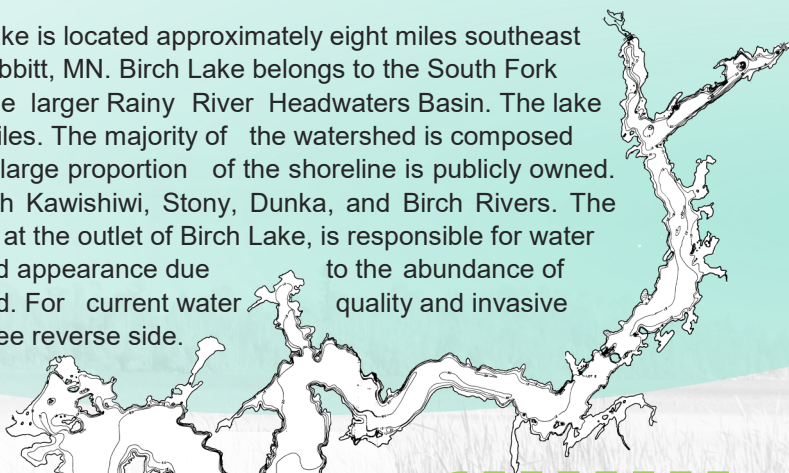 ke is located approximately eight miles southeast
bbitt, MN. Birch Lake belongs to the South Fork
e larger Rainy River Headwaters Basin. The lake
iles. The majority of the watershed is composed
large proportion of the shoreline is publicly owned.
h Kawishiwi, Stony, Dunka, and Birch Rivers. The
at the outlet of Birch Lake, is responsible for water
d appearance due to the abundance of
d. For current water quality and invasive
ee reverse side.